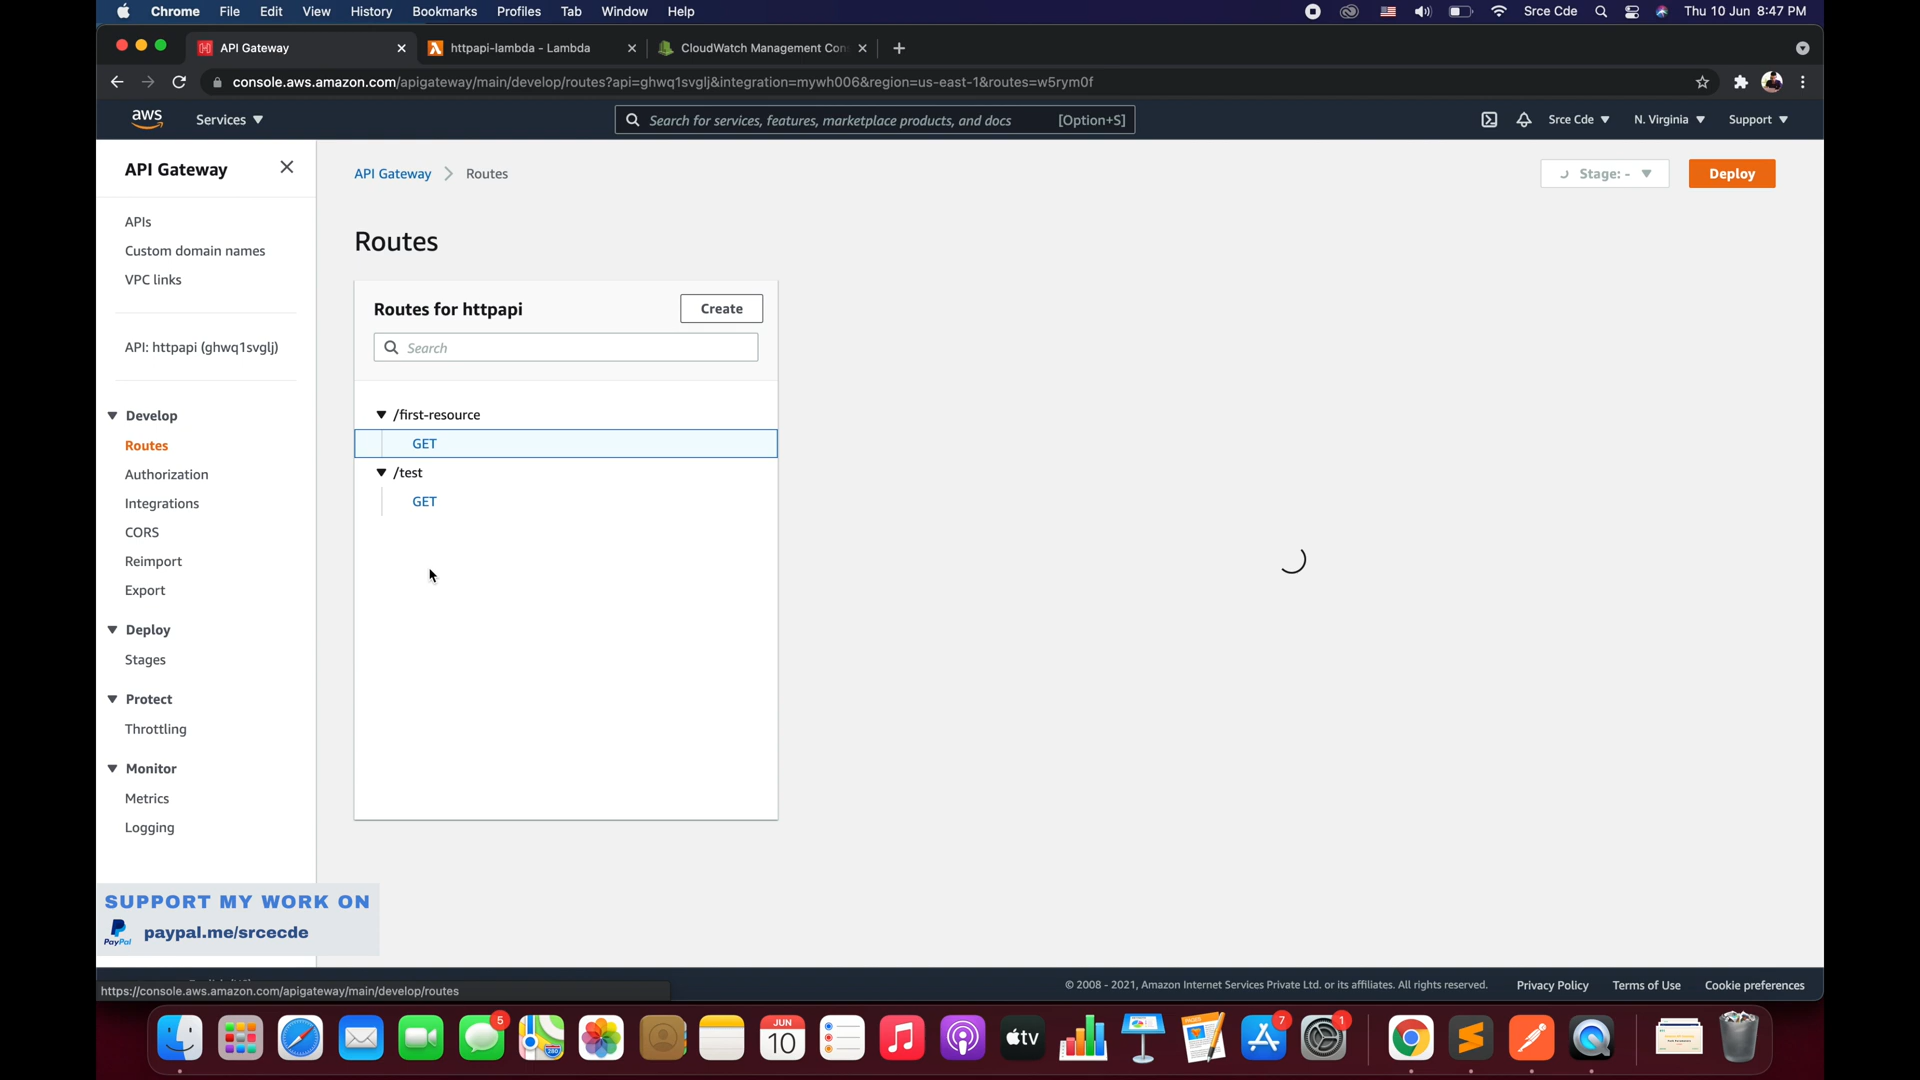 Chrome File Edit View History Bookmarks Profiles Tab Window Help Srce Cde Thu 10 Jun 8:47 PM
API Gateway httpapi-lambda - Lambda CloudWatch Management Con
console.aws.amazon.com/apigateway/main/develop/routes?api=ghwq1svglj&integration=mywh006&region=us-east-1&routes=w5rym0f
aws Services Search for services, features, marketplace products, and docs [Option+S] Srce Cde N. Virginia Support
API Gateway
APIs
Custom domain names
VPC links
API: httpapi (ghwq1svglj)
Develop
Routes
Authorization
Integrations
CORS
Reimport
Export
Deploy
Stages
Protect
Throttling
Monitor
Metrics
Logging
API Gateway Routes
Stage: -
Deploy
Routes
Routes for httpapi
Create
Search
/first-resource
GET
/test
GET
SUPPORT MY WORK ON
PayPal
paypal.me/srcecde
© 2008 - 2021, Amazon Internet Services Private Ltd. or its affiliates. All rights reserved. Privacy Policy Terms of Use Cookie preferences
https://console.aws.amazon.com/apigateway/main/develop/routes
5
JUN
10
tv
7
1